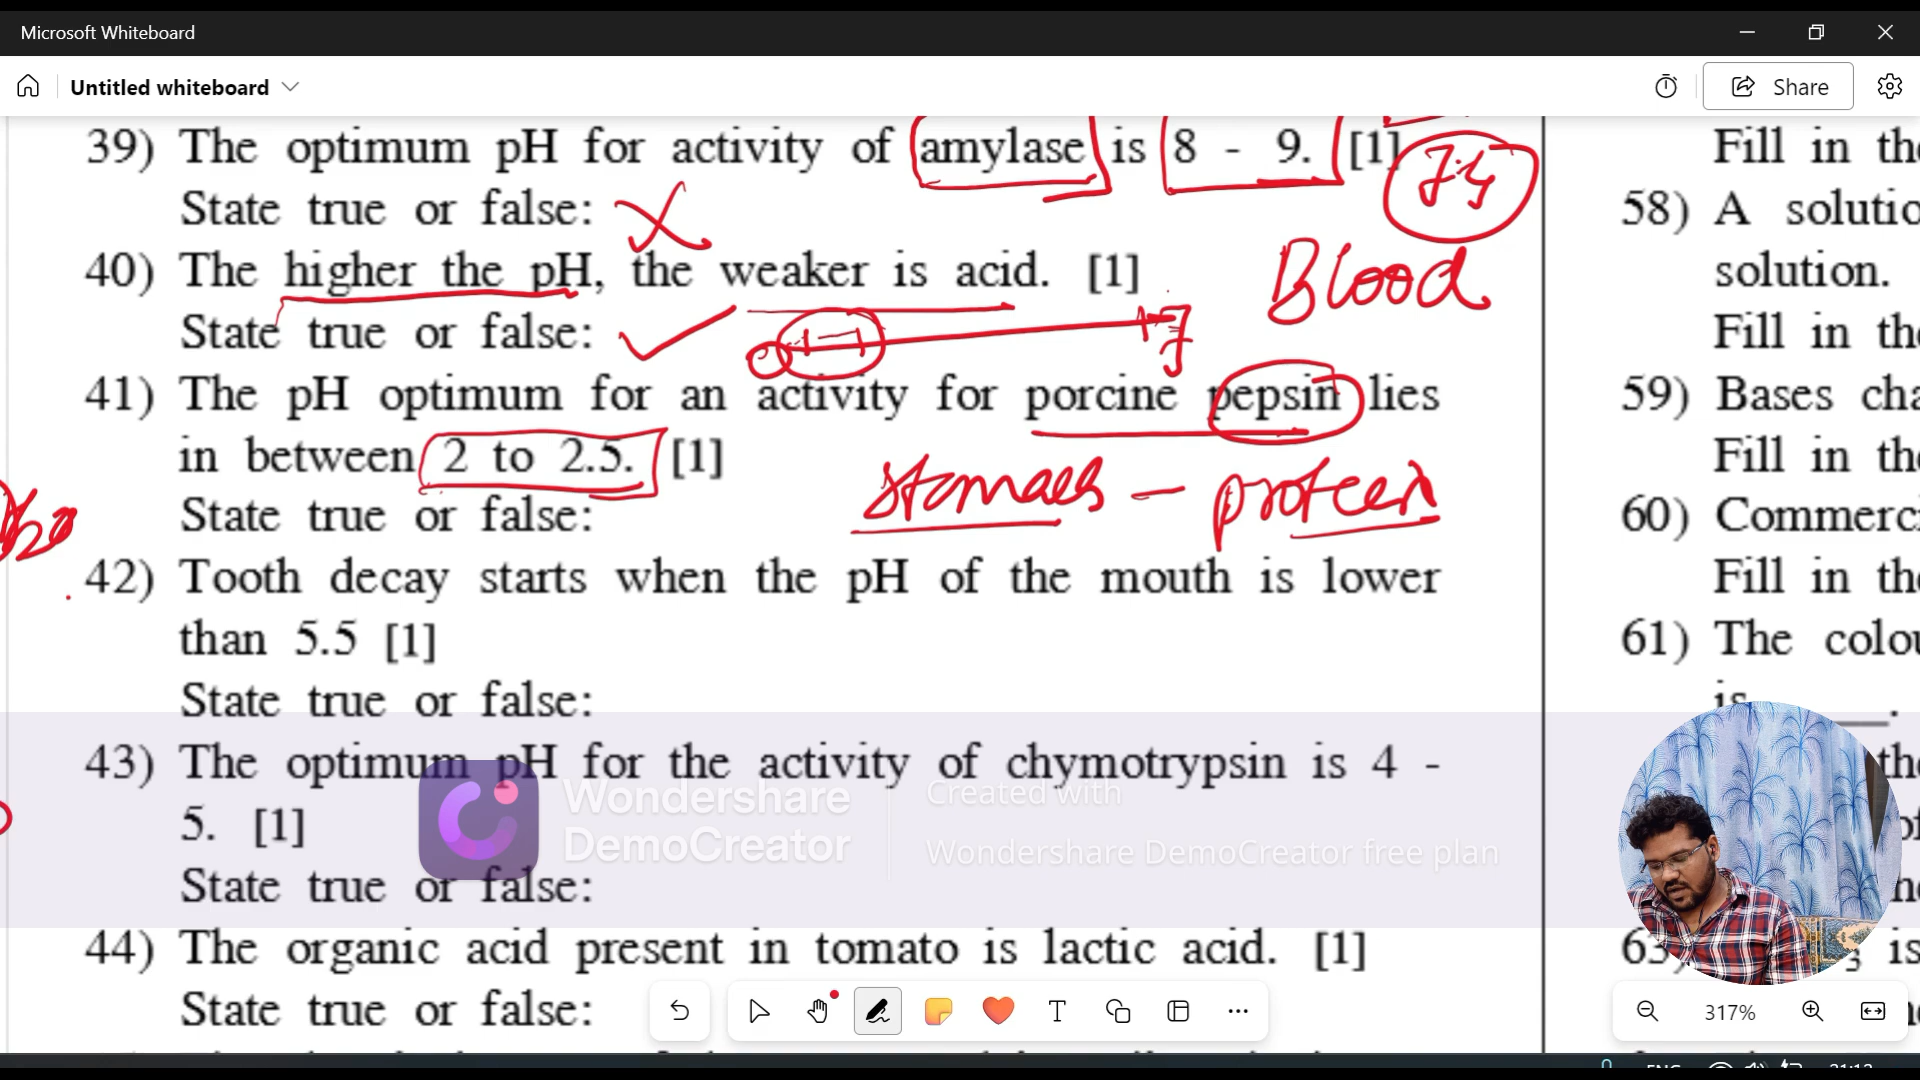 Microsoft Whiteboard
Untitled whiteboard
Share
39) The optimum pH for activity of amylase is 8 - 9. [1]
State true or false:
40) The higher the pH, the weaker is acid. [1]
Blood
State true or false:
7
41) The pH optimum for an activity for porcine pepsin lies
in between 2 to 2.5. [1]
State true or false:
42) Tooth decay starts when the pH of the mouth is lower
than 5.5 [1]
State true or false:
43) The optimum pH for the activity of chymotrypsin is 4 -
5. [1]
State true or false:
44) The organic acid present in tomato is lactic acid. [1]
State true or false:
Fill in the
58) A
solution.
Fill in the
59) Bases
Fill in the
60)
Fill in the
61) The
is
Wondershare
DemoCreator
Created with
Wondershare DemoCreator free plan
317%